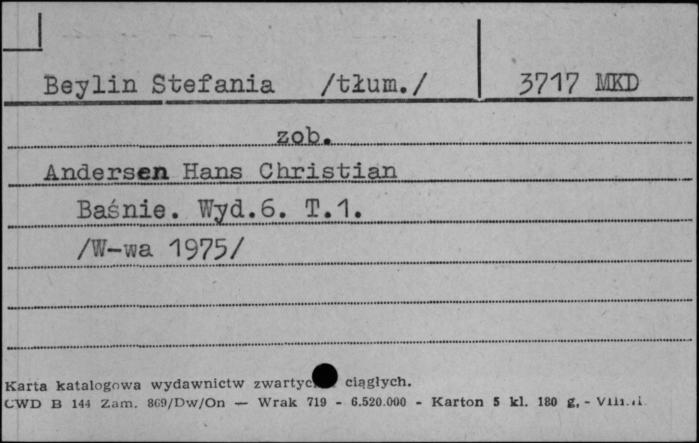 Beylin Stefania /tłum./ 3717 MKD
zob.
Andersen Hans Christian
Baśnie. Wyd.6. T.1.
/W-wa 1975/
Karta katalogowa wydawnictw ciągłych.
CWD B 144 Zam. 869/Dw/On — Wrak 719 - 6.520.000 - Karton 5 kl. 180 g, -